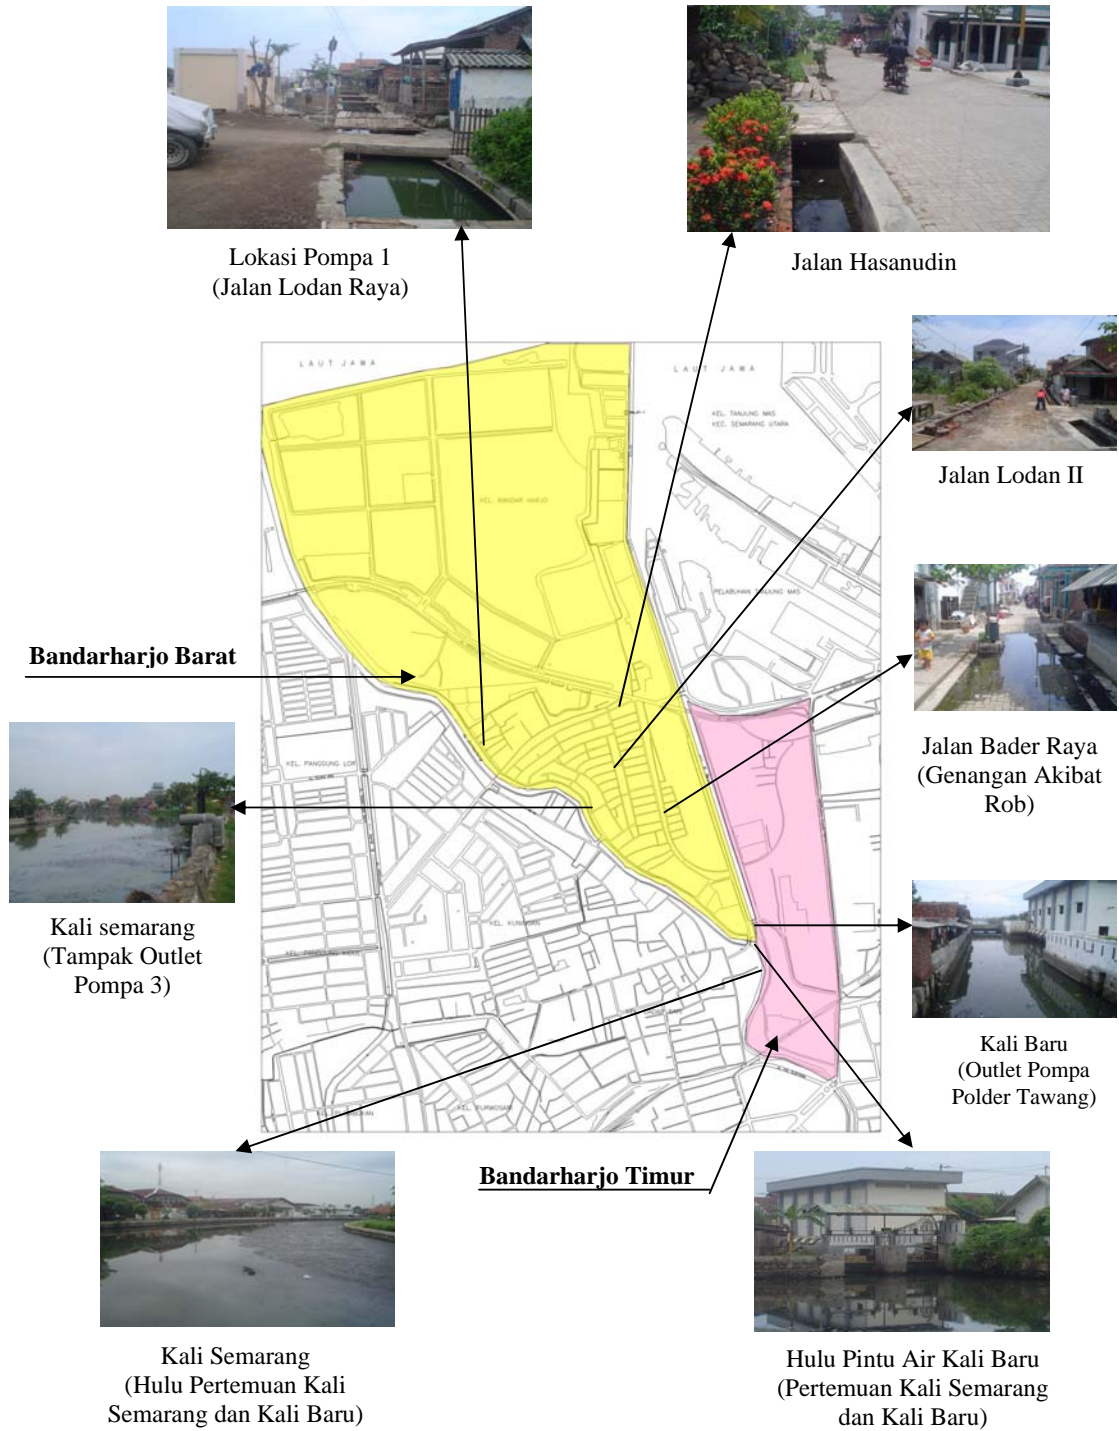 Lokasi Pompa 1
(Jalan Lodan Raya)
Jalan Hasanudin
LAUT JAWA
LAUT JAWA
KEL. TANJUNG MAS
KEC. SEMARANG UTARA
Jalan Lodan II
KEL. BANDAR HARJO
PELABUHAN TANJUNG MAS
Bandarharjo Barat
Jalan Bader Raya
(Genangan Akibat
Rob)
KEL. PANGGUNG LOR
Kali semarang
(Tampak Outlet
Pompa 3)
KEL. KUNINGAN
Kali Baru
(Outlet Pompa
Polder Tawang)
KEL. PURWOSARI
Bandarharjo Timur
Kali Semarang
(Hulu Pertemuan Kali
Semarang dan Kali Baru)
Hulu Pintu Air Kali Baru
(Pertemuan Kali Semarang
dan Kali Baru)